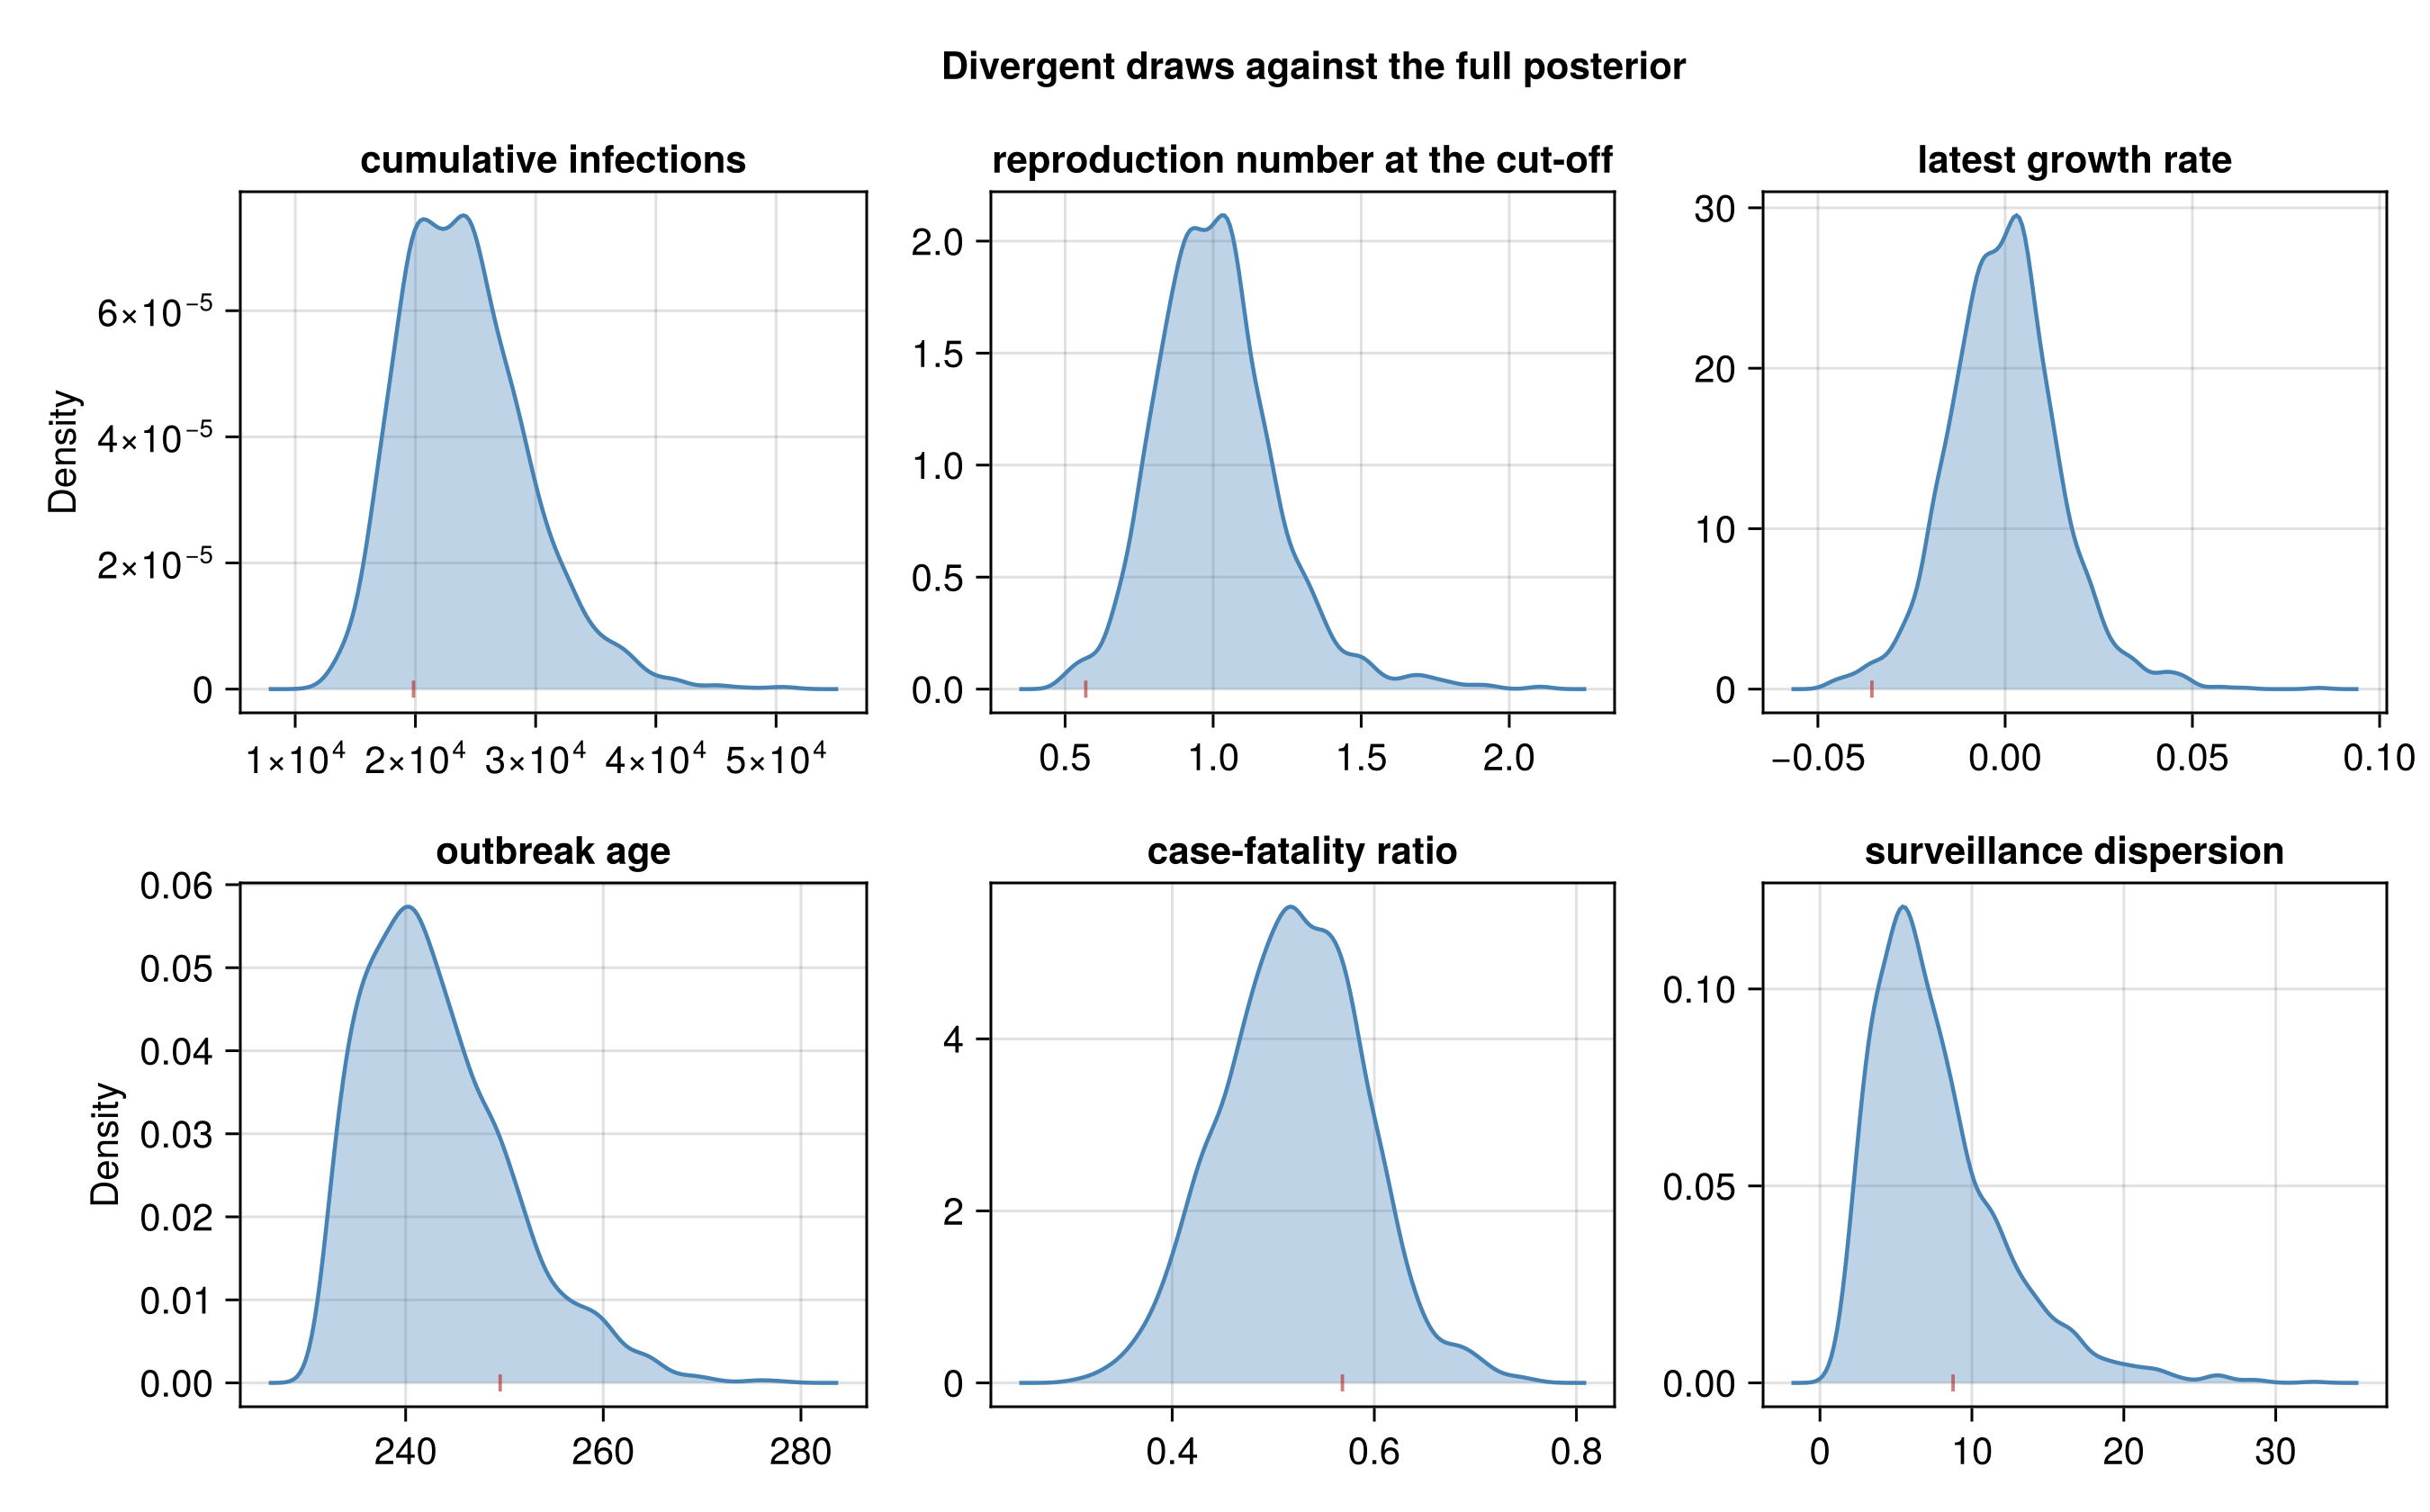 Divergent draws against the full posterior
cumulative infections
Density
6×10⁻⁵
4×10⁻⁵
2×10⁻⁵
0
1×10⁴ 2×10⁴ 3×10⁴ 4×10⁴ 5×10⁴
reproduction number at the cut-off
2.0
1.5
1.0
0.5
0.0
0.5 1.0 1.5 2.0
latest growth rate
30
20
10
0
−0.05 0.00 0.05 0.10
outbreak age
Density
0.06
0.05
0.04
0.03
0.02
0.01
0.00
240 260 280
case-fatality ratio
4
2
0
0.4 0.6 0.8
surveillance dispersion
0.10
0.05
0.00
0 10 20 30